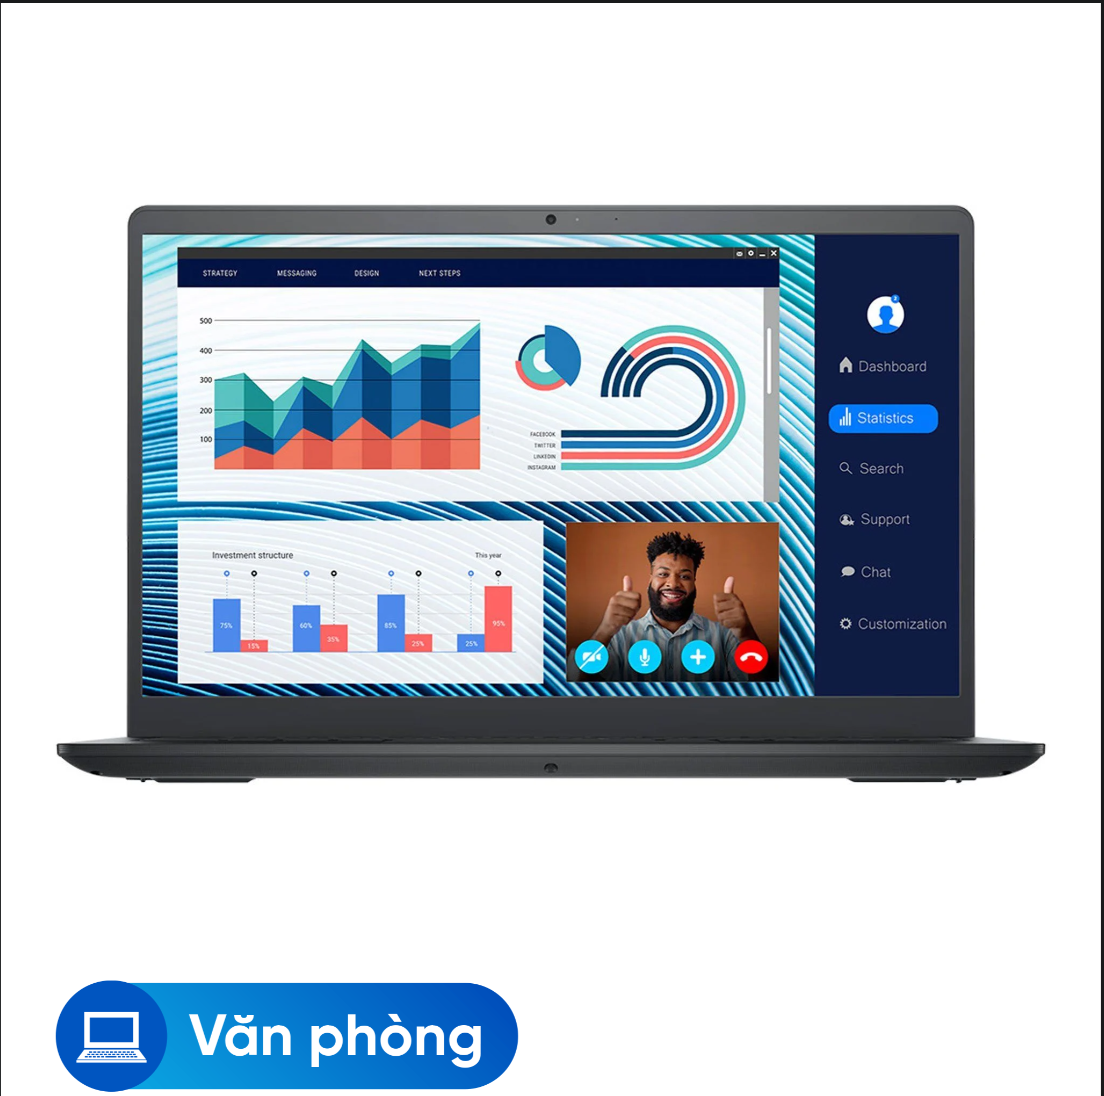 STRATEGY MESSAGING DESIGN NEXT STEPS
500
400
300
200
100
FACEBOOK
TWITTER
LINKEDIN
INSTAGRAM
Investment structure This year
75% 15% 60% 35% 85% 25% 25% 95%
Dashboard
Statistics
Search
Support
Chat
Customization
Văn phòng